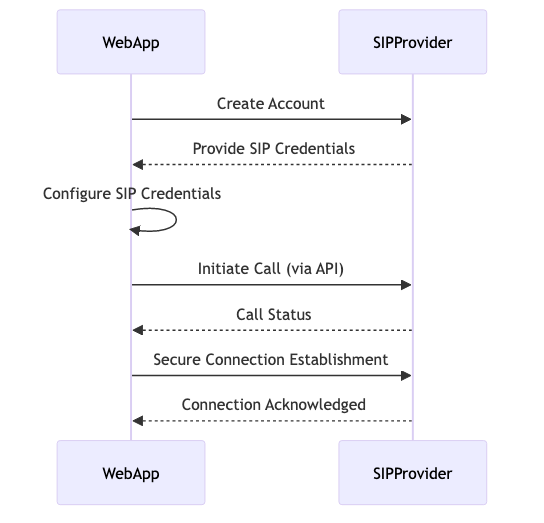 WebApp
SIPProvider
Create Account
Provide SIP Credentials
Configure SIP Credentials
Initiate Call (via API)
Call Status
Secure Connection Establishment
Connection Acknowledged
WebApp
SIPProvider